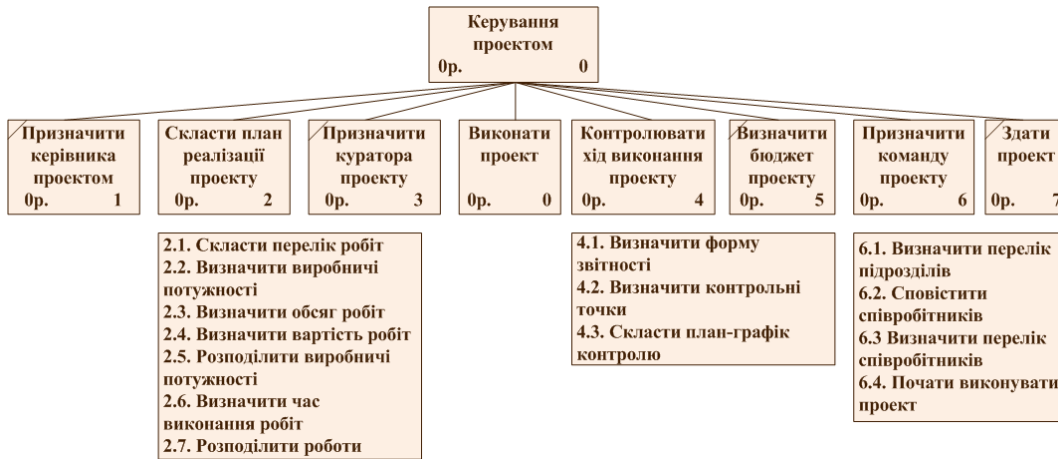 Керування
проектом
0р. 0
Призначити
керівника
проектом
0р. 1
Скласти план
реалізації
проекту
0р. 2
Призначити
куратора
проекту
0р. 3
Виконати
проект
0р. 0
Контролювати
хід виконання
проекту
0р. 4
Визначити
бюджет
проекту
0р. 5
Призначити
команду
проекту
0р. 6
Здати
проект
0р. 7
2.1. Скласти перелік робіт
2.2. Визначити виробничі
потужності
2.3. Визначити обсяг робіт
2.4. Визначити вартість робіт
2.5. Розподілити виробничі
потужності
2.6. Визначити час
виконання робіт
2.7. Розподілити роботи
4.1. Визначити форму
звітності
4.2. Визначити контрольні
точки
4.3. Скласти план-графік
контролю
6.1. Визначити перелік
підрозділів
6.2. Сповістити
співробітників
6.3 Визначити перелік
співробітників
6.4. Почати виконувати
проект